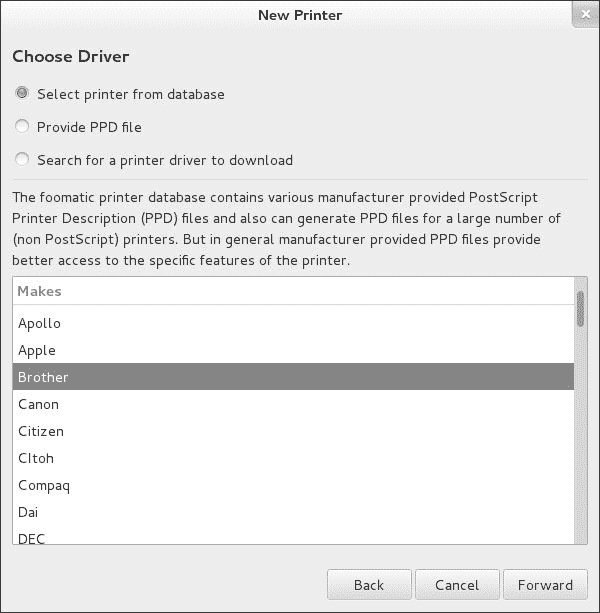 New Printer
Choose Driver
Select printer from database
Provide PPD file
Search for a printer driver to download
The foomatic printer database contains various manufacturer provided PostScript
Printer Description (PPD) files and also can generate PPD files for a large number of
(non PostScript) printers. But in general manufacturer provided PPD files provide
better access to the specific features of the printer.
Makes
Apollo
Apple
Brother
Canon
Citizen
CItoh
Compaq
Dai
DEC
Back Cancel Forward